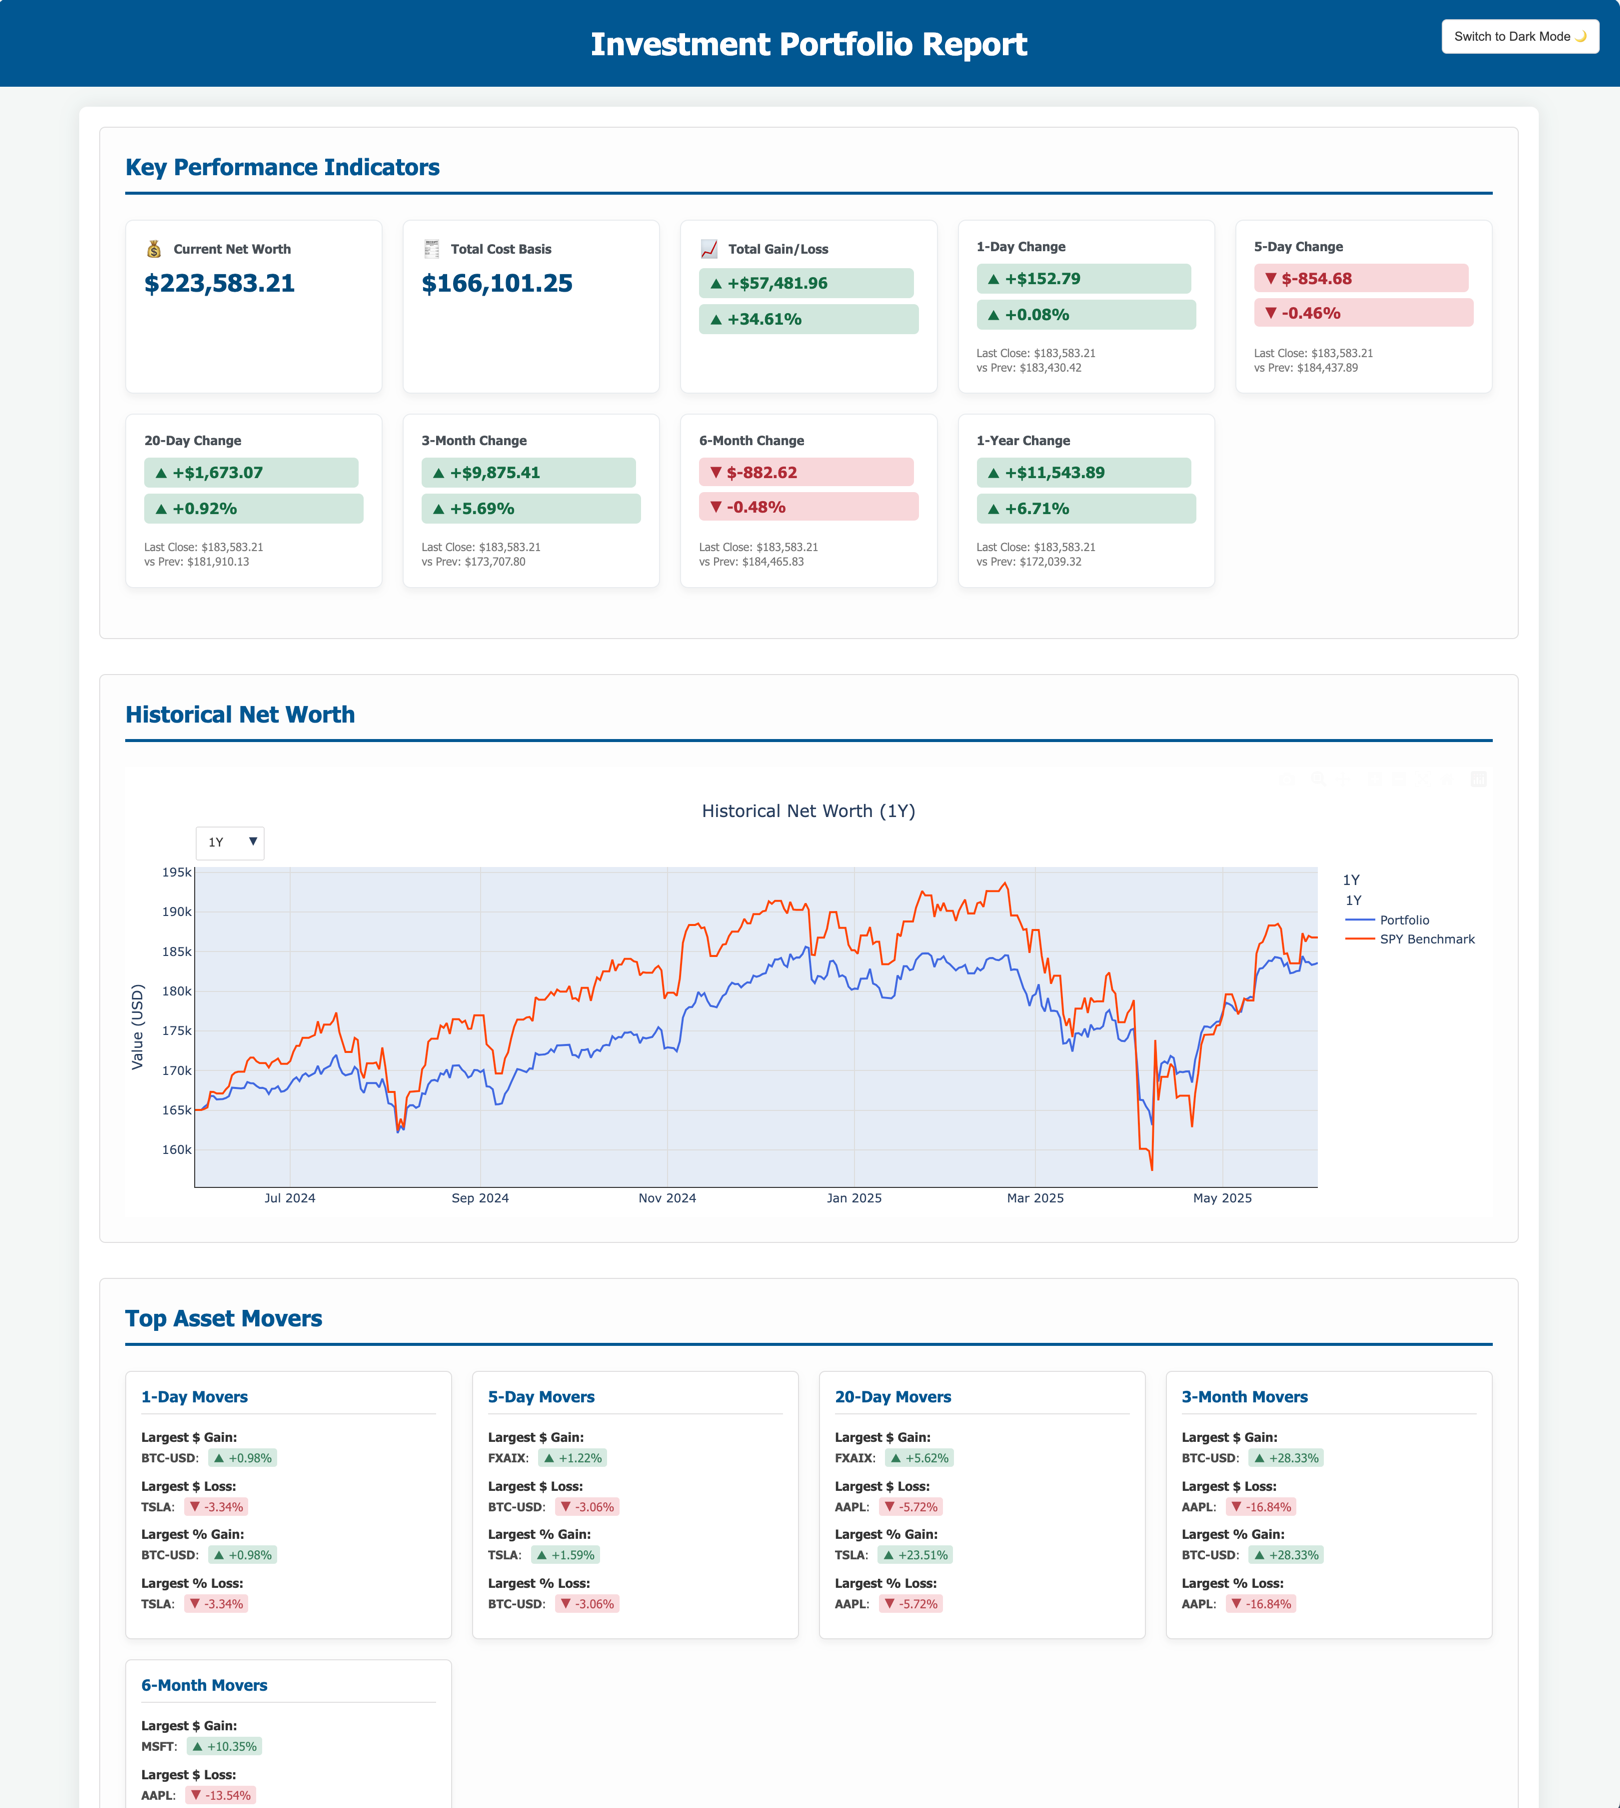 Investment Portfolio Report
Switch to Dark Mode 🌙
Key Performance Indicators
💰 Current Net Worth
$223,583.21
🧾 Total Cost Basis
$166,101.25
📈 Total Gain/Loss
▲ +$57,481.96
▲ +34.61%
1-Day Change
▲ +$152.79
▲ +0.08%
Last Close: $183,583.21
vs Prev: $183,430.42
5-Day Change
▼ $-854.68
▼ -0.46%
Last Close: $183,583.21
vs Prev: $184,437.89
20-Day Change
▲ +$1,673.07
▲ +0.92%
Last Close: $183,583.21
vs Prev: $181,910.13
3-Month Change
▲ +$9,875.41
▲ +5.69%
Last Close: $183,583.21
vs Prev: $173,707.80
6-Month Change
▼ $-882.62
▼ -0.48%
Last Close: $183,583.21
vs Prev: $184,465.83
1-Year Change
▲ +$11,543.89
▲ +6.71%
Last Close: $183,583.21
vs Prev: $172,039.32
Historical Net Worth
Historical Net Worth (1Y)
1Y ▼
Value (USD)
195k
190k
185k
180k
175k
170k
165k
160k
Jul 2024
Sep 2024
Nov 2024
Jan 2025
Mar 2025
May 2025
1Y
1Y
Portfolio
SPY Benchmark
Top Asset Movers
1-Day Movers
Largest $ Gain:
BTC-USD: ▲ +0.98%
Largest $ Loss:
TSLA: ▼ -3.34%
Largest % Gain:
BTC-USD: ▲ +0.98%
Largest % Loss:
TSLA: ▼ -3.34%
5-Day Movers
Largest $ Gain:
FXAIX: ▲ +1.22%
Largest $ Loss:
BTC-USD: ▼ -3.06%
Largest % Gain:
TSLA: ▲ +1.59%
Largest % Loss:
BTC-USD: ▼ -3.06%
20-Day Movers
Largest $ Gain:
FXAIX: ▲ +5.62%
Largest $ Loss:
AAPL: ▼ -5.72%
Largest % Gain:
TSLA: ▲ +23.51%
Largest % Loss:
AAPL: ▼ -5.72%
3-Month Movers
Largest $ Gain:
BTC-USD: ▲ +28.33%
Largest $ Loss:
AAPL: ▼ -16.84%
Largest % Gain:
BTC-USD: ▲ +28.33%
Largest % Loss:
AAPL: ▼ -16.84%
6-Month Movers
Largest $ Gain:
MSFT: ▲ +10.35%
Largest $ Loss:
AAPL: ▼ -13.54%